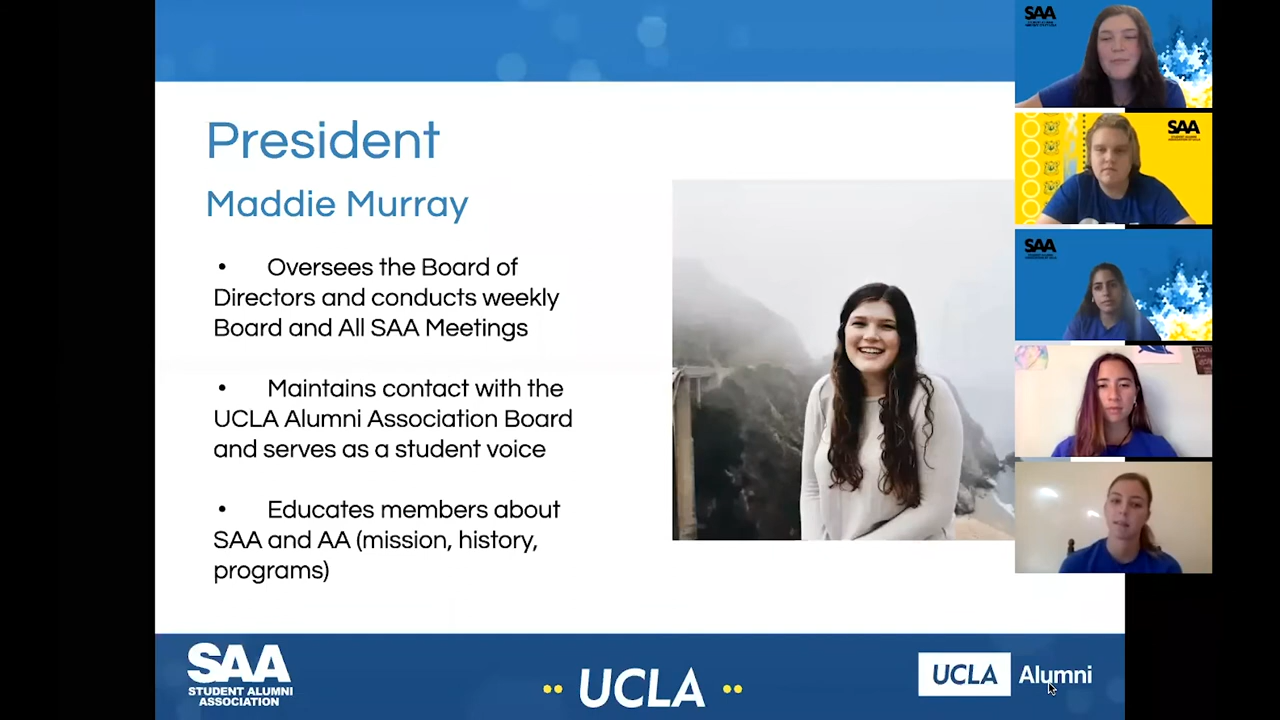 President
Maddie Murray
• Oversees the Board of
Directors and conducts weekly
Board and All SAA Meetings
• Maintains contact with the
UCLA Alumni Association Board
and serves as a student voice
• Educates members about
SAA and AA (mission, history,
programs)
SAA
STUDENT ALUMNI
ASSOCIATION
UCLA
UCLA Alumni
SAA
SAA
SAA